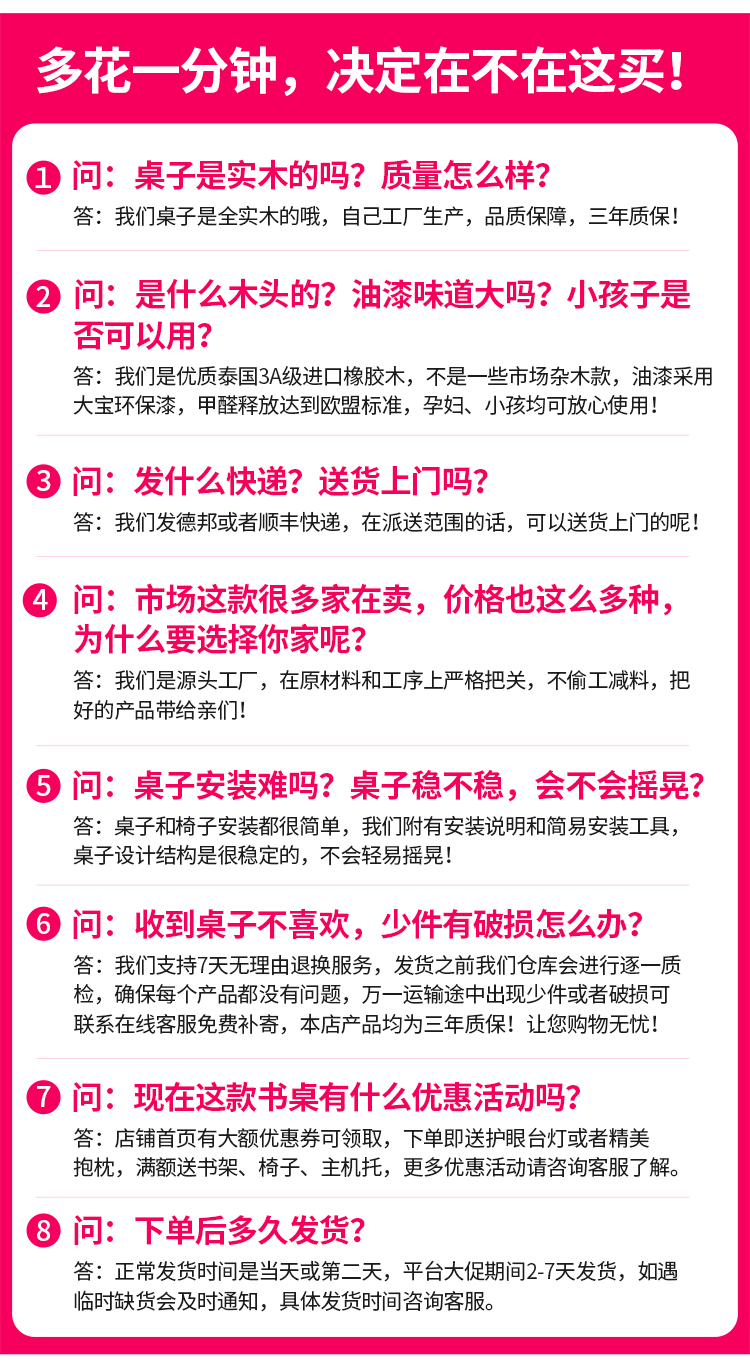 多花一分钟，决定在不在这买！
1 问：桌子是实木的吗？质量怎么样？
答：我们桌子是全实木的哦，自己工厂生产，品质保障，三年质保！
2 问：是什么木头的？油漆味道大吗？小孩子是
否可以用？
答：我们是优质泰国3A级进口橡胶木，不是一些市场杂木款，油漆采用
大宝环保漆，甲醛释放达到欧盟标准，孕妇、小孩均可放心使用！
3 问：发什么快递？送货上门吗？
答：我们发德邦或者顺丰快递，在派送范围的话，可以送货上门的呢！
4 问：市场这款很多家在卖，价格也这么多种，
为什么要选择你家呢？
答：我们是源头工厂，在原材料和工序上严格把关，不偷工减料，把
好的产品带给亲们！
5 问：桌子安装难吗？桌子稳不稳，会不会摇晃？
答：桌子和椅子安装都很简单，我们附有安装说明和简易安装工具，
桌子设计结构是很稳定的，不会轻易摇晃！
6 问：收到桌子不喜欢，少件有破损怎么办？
答：我们支持7天无理由退换服务，发货之前我们仓库会进行逐一质
检，确保每个产品都没有问题，万一运输途中出现少件或者破损可
联系在线客服免费补寄，本店产品均为三年质保！让您购物无忧！
7 问：现在这款书桌有什么优惠活动吗？
答：店铺首页有大额优惠券可领取，下单即送护眼台灯或者精美
抱枕，满额送书架、椅子、主机托，更多优惠活动请咨询客服了解。
8 问：下单后多久发货？
答：正常发货时间是当天或第二天，平台大促期间2-7天发货，如遇
临时缺货会及时通知，具体发货时间咨询客服。